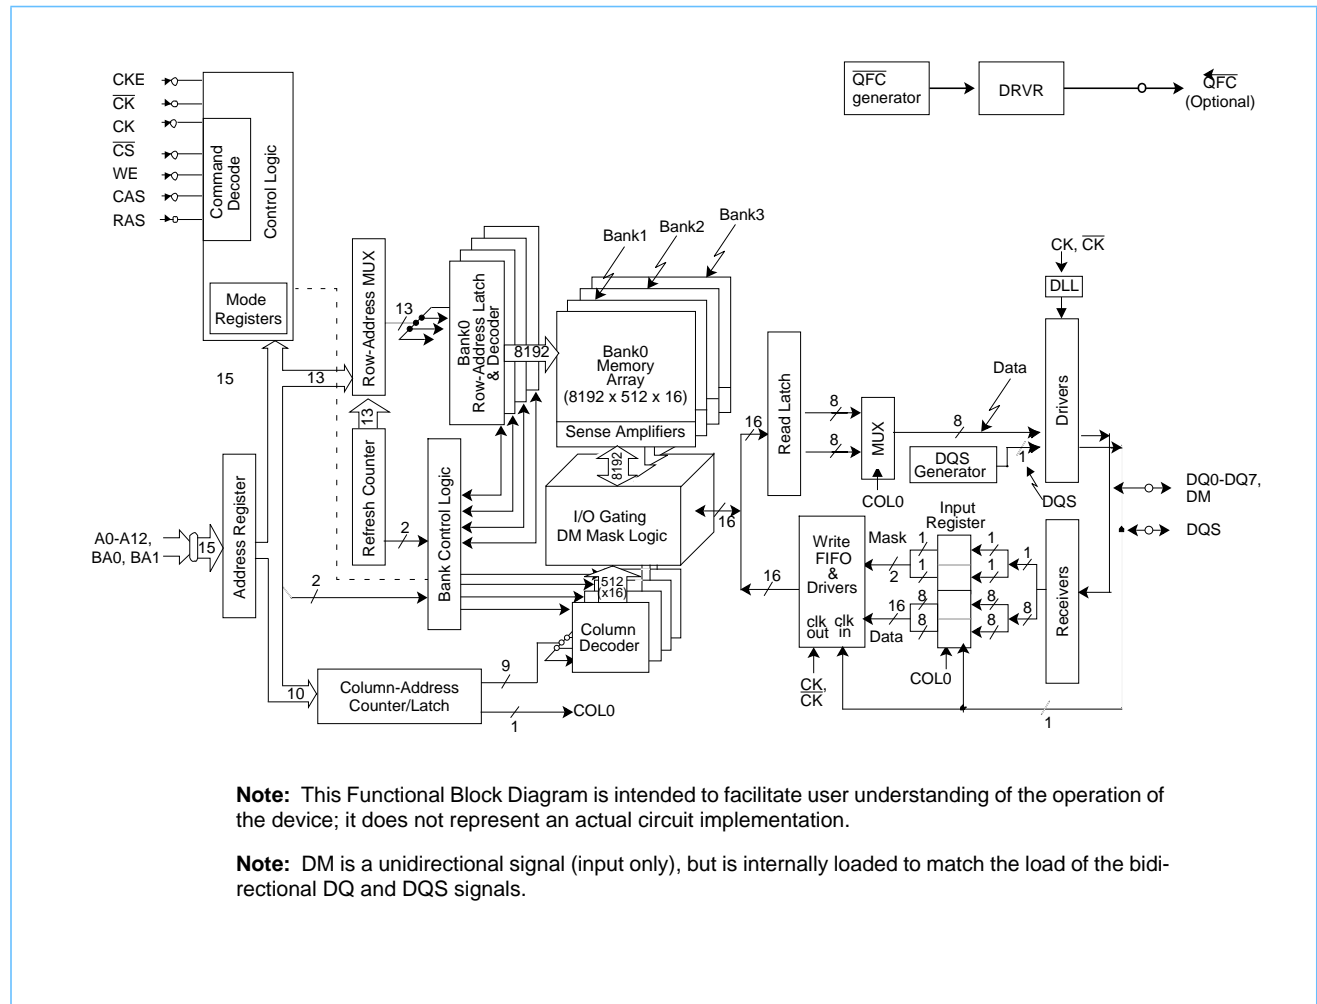 CKE
C̅K̅
CK
C̅S̅
WE
CAS
RAS
Command
Decode
Control Logic
Mode
Registers
Q̅F̅C̅
generator
DRVR
Q̅F̅C̅
(Optional)
Row-Address MUX
13
Bank0
Row-Address Latch
& Decoder
8192
Bank1
Bank2
Bank3
Bank0
Memory
Array
(8192 x 512 x 16)
Sense Amplifiers
8192
I/O Gating
DM Mask Logic
16
15
13
13
Refresh Counter
2
Bank Control Logic
A0-A12,
BA0, BA1
15
Address Register
2
512
(x16)
Column
Decoder
10
Column-Address
Counter/Latch
9
1
COL0
16
Read Latch
8
8
MUX
COL0
8
Data
DQS
Generator
1
DQS
CK, C̅K̅
DLL
Drivers
DQ0-DQ7,
DM
DQS
Input
Register
Write
FIFO
&
Drivers
clk
out
clk
in
16
Mask
2
1
1
1
1
1
16
Data
8
8
8
8
8
Receivers
CK,
C̅K̅
COL0
1
Note: This Functional Block Diagram is intended to facilitate user understanding of the operation of
the device; it does not represent an actual circuit implementation.
Note: DM is a unidirectional signal (input only), but is internally loaded to match the load of the bidi-
rectional DQ and DQS signals.